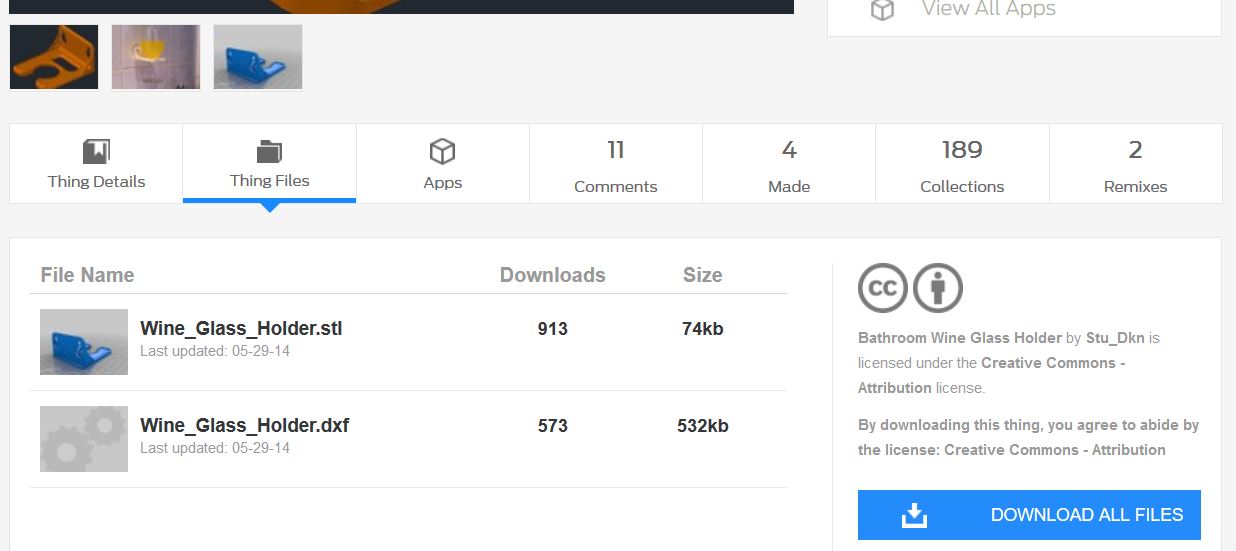 View All Apps
Thing Details
Thing Files
Apps
11
Comments
4
Made
189
Collections
2
Remixes
File Name Downloads Size
Wine_Glass_Holder.stl 913 74kb
Last updated: 05-29-14
Wine_Glass_Holder.dxf 573 532kb
Last updated: 05-29-14
cc
Bathroom Wine Glass Holder by Stu_Dkn is
licensed under the Creative Commons -
Attribution license.
By downloading this thing, you agree to abide by
the license: Creative Commons - Attribution
DOWNLOAD ALL FILES